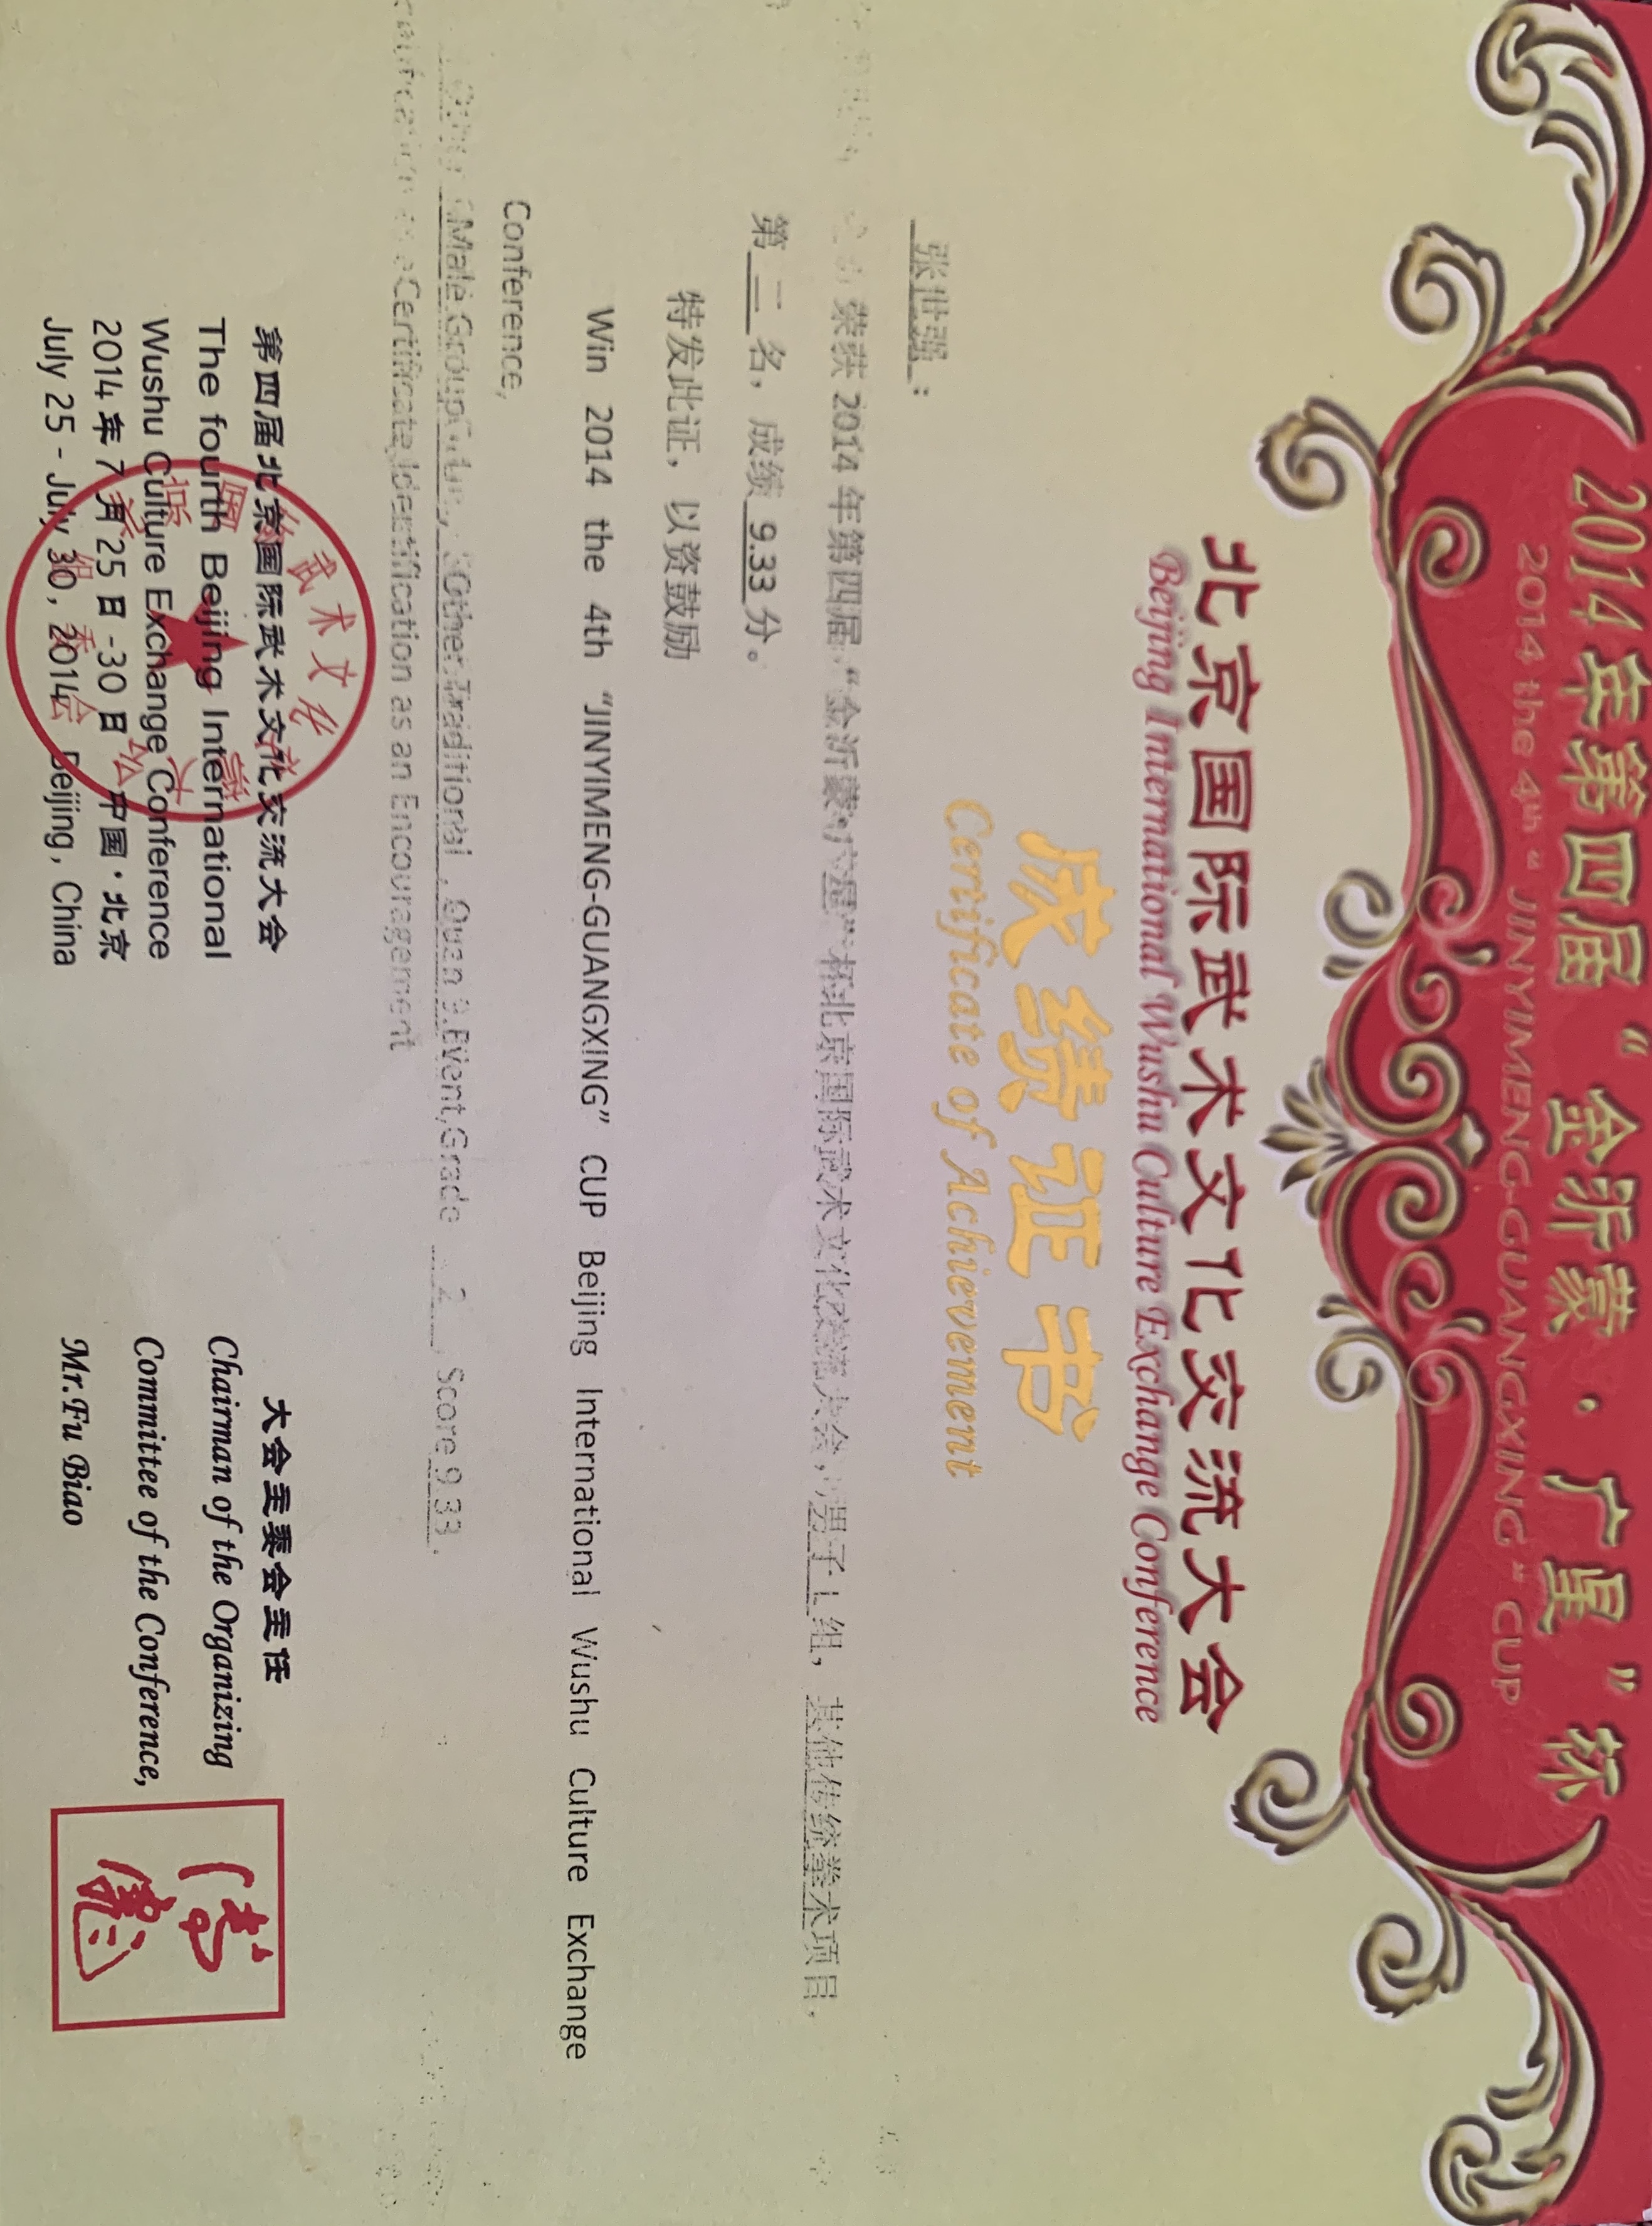 2014年第四届“金沂蒙·广星”杯
2014 the 4th “JINYIMENG-GUANGXING” CUP
北京国际武术文化交流大会
Beijing International Wushu Culture Exchange Conference
成绩证书
Certificate of Achievement
张世强：
荣获 2014 年第四届“金沂蒙·广星”杯北京国际武术文化交流大会，男子 组，其他传统拳术项目，
第 二 名，成绩 9.33 分。
特发此证，以资鼓励
Win 2014 the 4th “JINYIMENG-GUANGXING” CUP Beijing International Wushu Culture Exchange
Conference,
Male Group Other Traditional Quan Event,Grade 2 , Score 9.33 .
Certificate Identification as an Encouragement
第四届北京国际武术文化交流大会
The fourth Beijing International
Wushu Culture Exchange Conference
2014年7月25日-30日 中国·北京
July 25 - July 30, 2014 Beijing, China
大会主委会主任
Chairman of the Organizing
Committee of the Conference,
Mr.Fu Biao